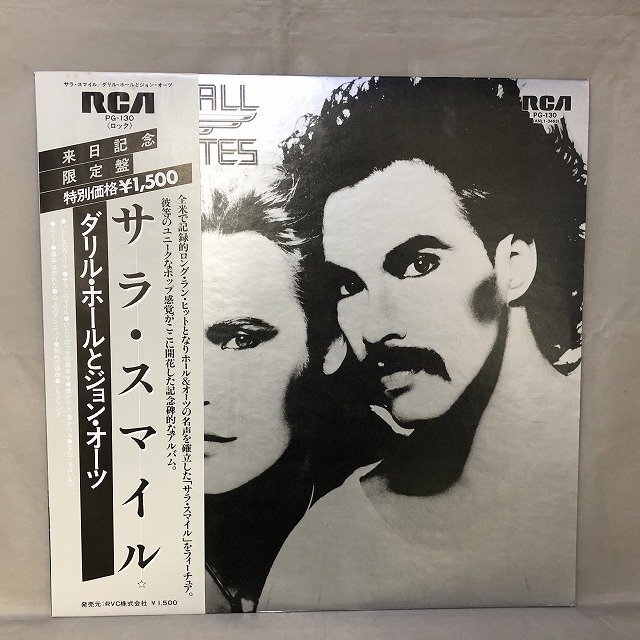 サラ・スマイル/ダリル・ホールとジョン・オーツ
RCA
PG-130
〈ロック〉
来日記念
限定盤
特別価格¥1,500
サラ・スマイル☆
ダリル・ホールとジョン・オーツ
全米で記録的ロング・ラン・ヒットとなりホール&オーツの名声を確立した「サラ・スマイル」をフィーチュア。
彼等のユニークなポップ感覚がここに開花した記念碑的なアルバム。
発売元:RVC株式会社 ¥1,500
ALL
TES
RCA
PG-130